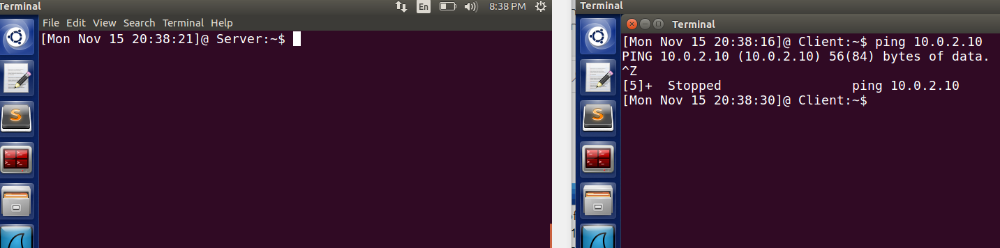 Terminal
En
8:38 PM
File Edit View Search Terminal Help
[Mon Nov 15 20:38:21]@ Server:~$
Terminal
Terminal
[Mon Nov 15 20:38:16]@ Client:~$ ping 10.0.2.10
PING 10.0.2.10 (10.0.2.10) 56(84) bytes of data.
^Z
[5]+  Stopped                 ping 10.0.2.10
[Mon Nov 15 20:38:30]@ Client:~$